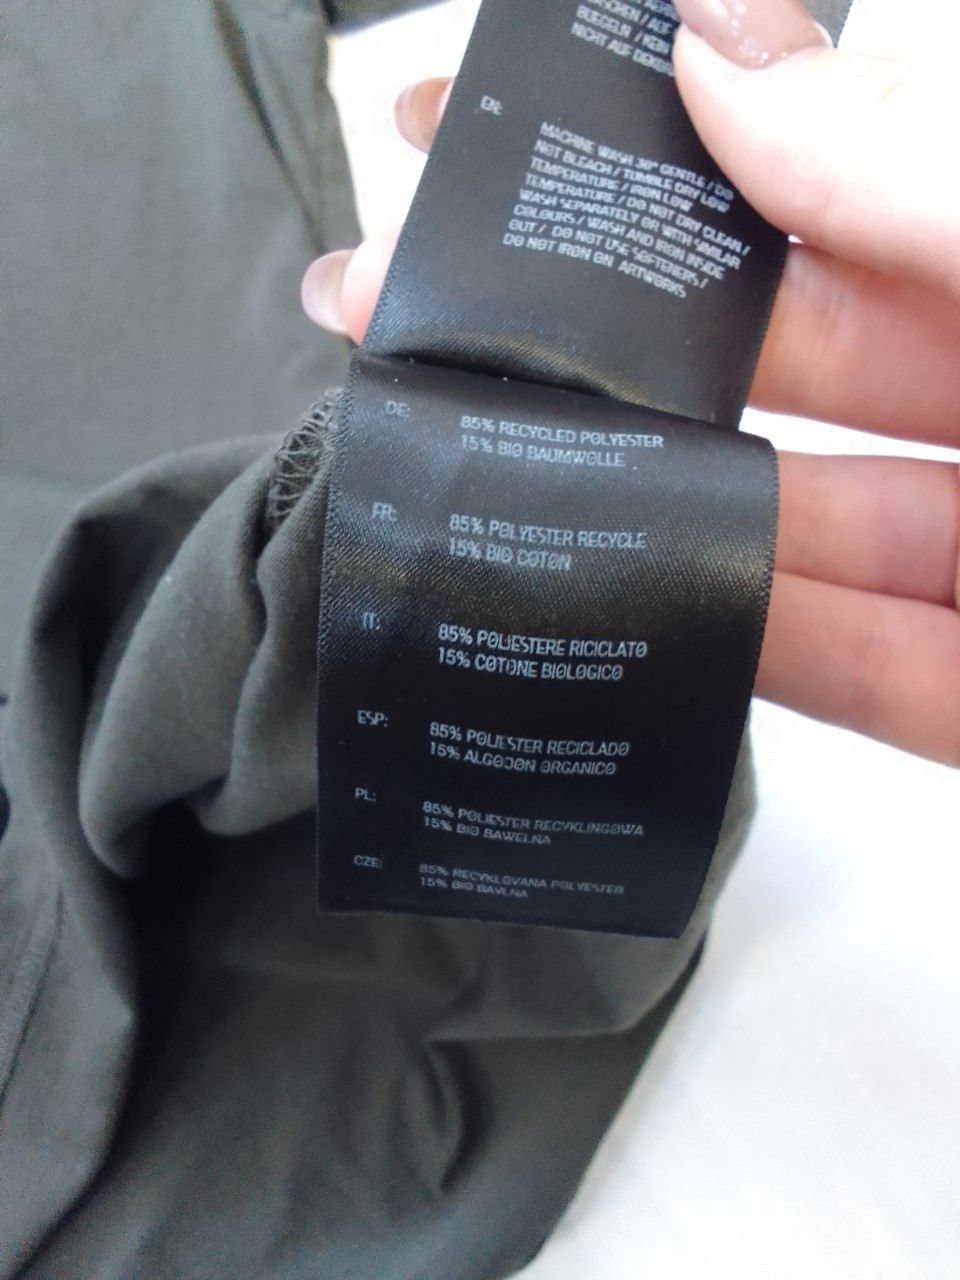 BUEGELN / KEIN
NICHT AUF DEM
EN:
MACHINE WASH 30° GENTLE / DO
NOT BLEACH / TUMBLE DRY LOW
TEMPERATURE / IRON LOW
TEMPERATURE / DO NOT DRY CLEAN /
WASH SEPARATELY OR WITH SIMILAR
COLOURS / WASH AND IRON INSIDE
OUT / DO NOT USE SOFTENERS /
DO NOT IRON ON ARTWORKS
DE:
85% RECYCLED POLYESTER
15% BIO BAUMWOLLE
FR:
85% POLYESTER RECYCLE
15% BIO COTON
IT:
85% POLIESTERE RICICLATO
15% COTONE BIOLOGICO
ESP:
85% POLIESTER RECICLADO
15% ALGODON ORGANICO
PL:
85% POLIESTER RECYKLINGOWA
15% BIO BAWELNA
CZE:
85% RECYKLOVANA POLYESTER
15% BIO BAVLNA